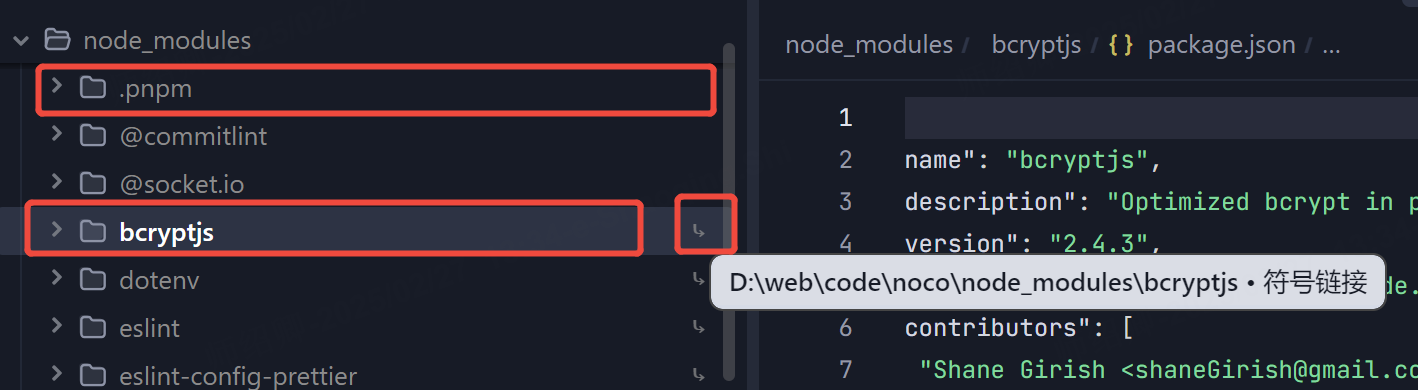 node_modules
.pnpm
@commitlint
@socket.io
bcryptjs
dotenv
eslint
eslint-config-prettier
node_modules / bcryptjs / {} package.json / ...
1
2 name": "bcryptjs",
3 description": "Optimized bcrypt in p
4 version": "2.4.3",
D:\web\code\noco\node_modules\bcryptjs • 符号链接
de.
6 contributors": [
7 "Shane Girish <shaneGirish@gmail.co